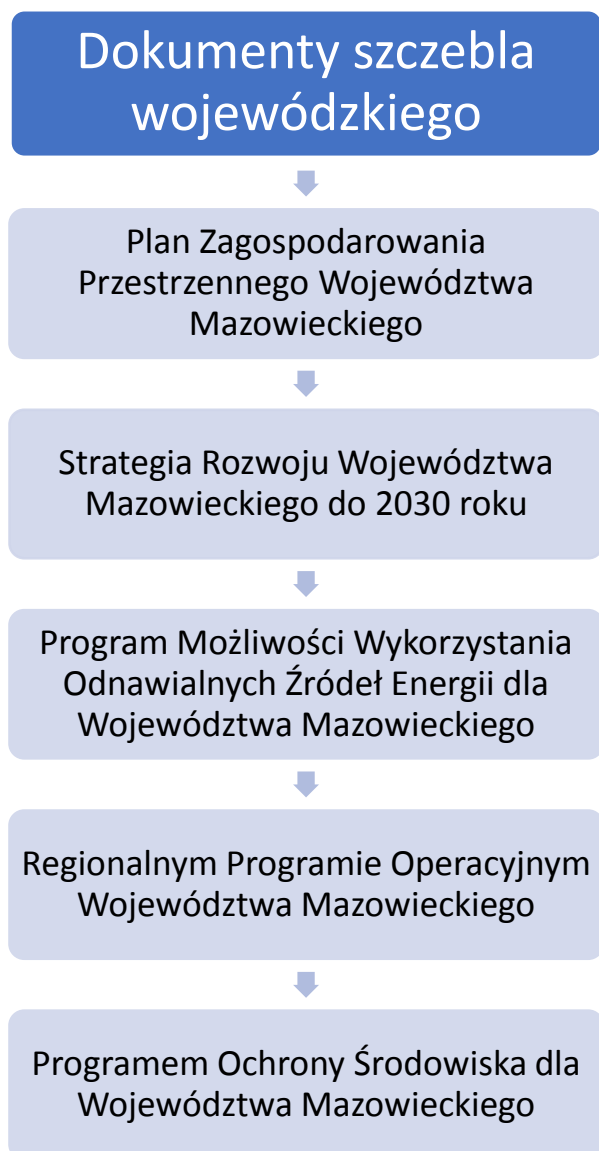 Dokumenty szczebla
wojewódzkiego
Plan Zagospodarowania
Przestrzennego Województwa
Mazowieckiego
Strategia Rozwoju Województwa
Mazowieckiego do 2030 roku
Program Możliwości Wykorzystania
Odnawialnych Źródeł Energii dla
Województwa Mazowieckiego
Regionalnym Programie Operacyjnym
Województwa Mazowieckiego
Programem Ochrony Środowiska dla
Województwa Mazowieckiego